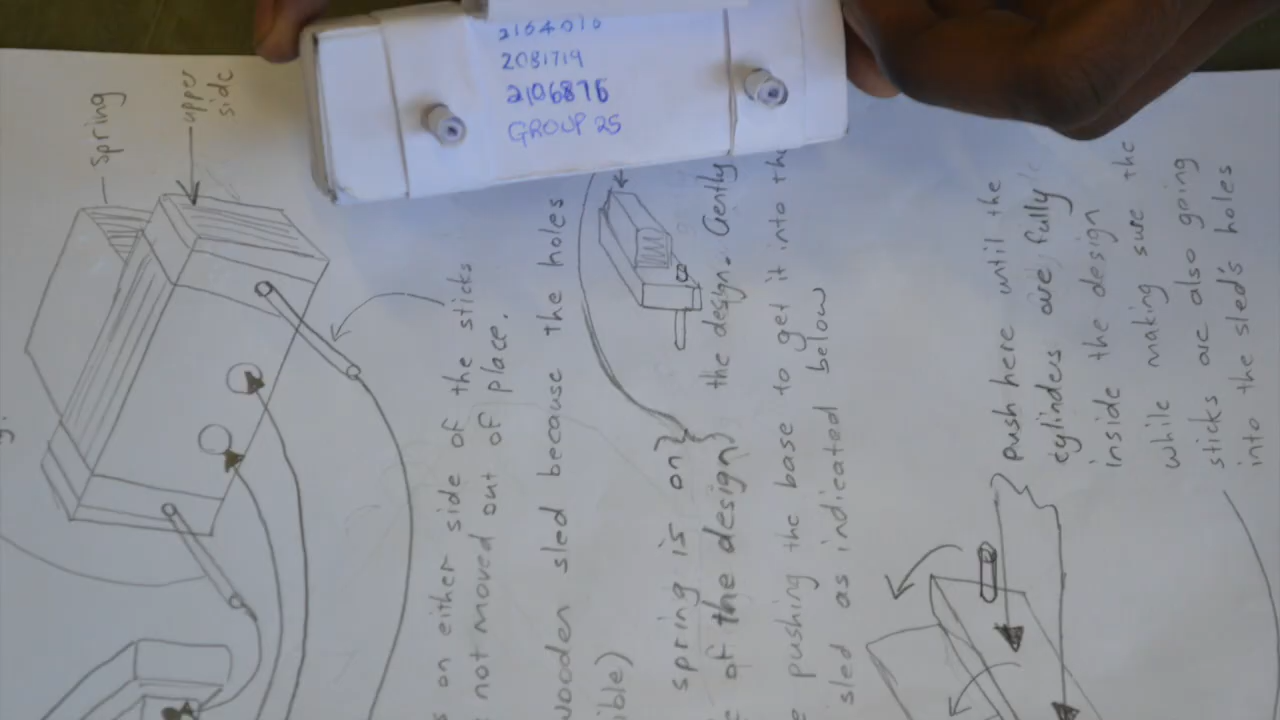 2164010
2081719
2106876
GROUP 25
spring
upper
side
on either side of the sticks
not moved out of place.
wooden sled because the holes
spring is on
of the design
the design. Gently
pushing the base to get it into the
sled as indicated below
push here until the
cylinders are fully
inside the design
while making sure the
sticks are also going
into the sled's holes